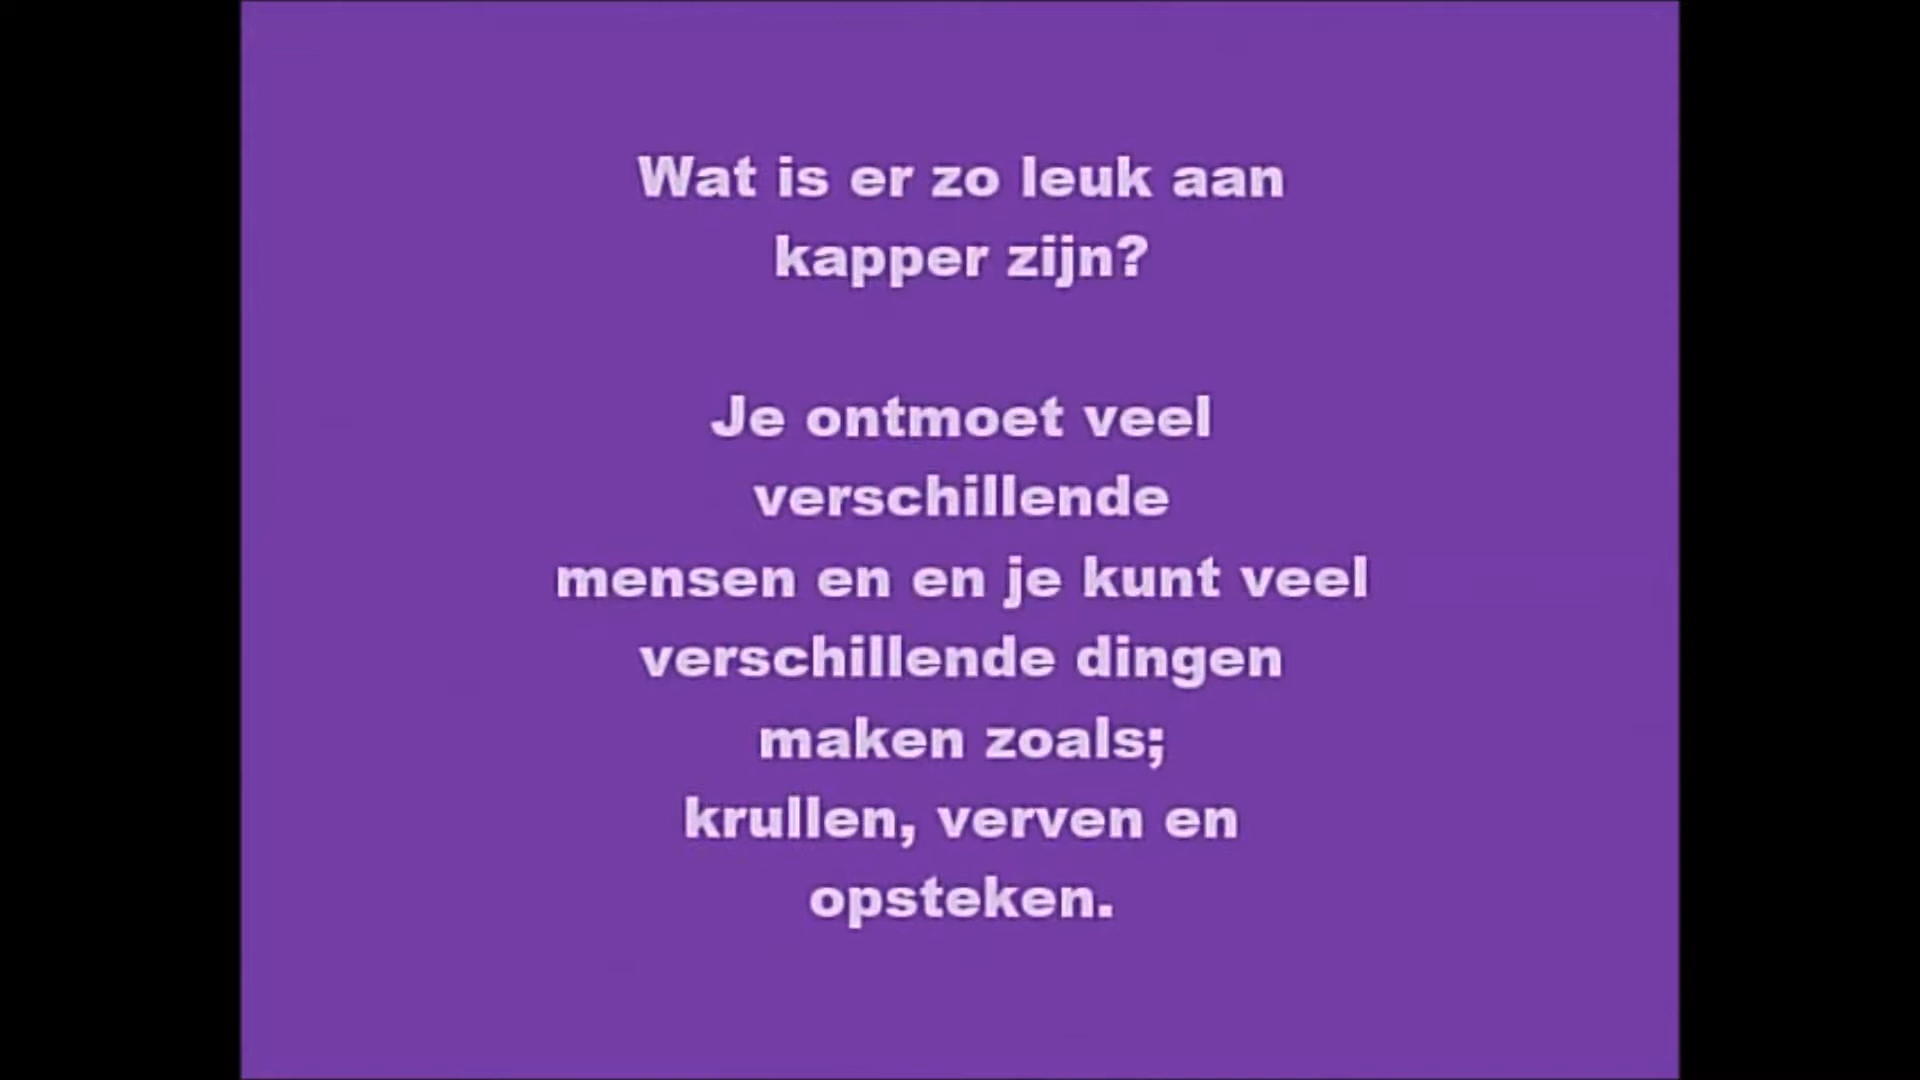 Wat is er zo leuk aan
kapper zijn?
Je ontmoet veel
verschillende
mensen en en je kunt veel
verschillende dingen
maken zoals;
krullen, verven en
opsteken.